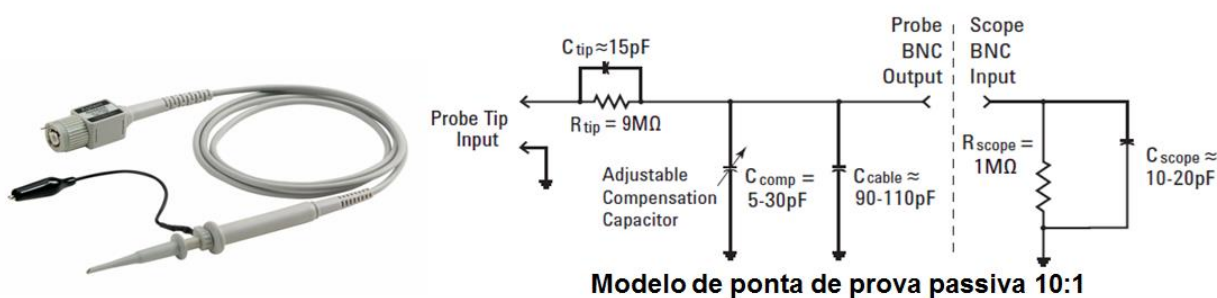 C tip ≈15pF
Probe Tip
Input
R tip = 9MΩ
Adjustable
Compensation
Capacitor
C comp =
5-30pF
C cable ≈
90-110pF
Probe
BNC
Output
Scope
BNC
Input
R scope =
1MΩ
C scope ≈
10-20pF
Modelo de ponta de prova passiva 10:1